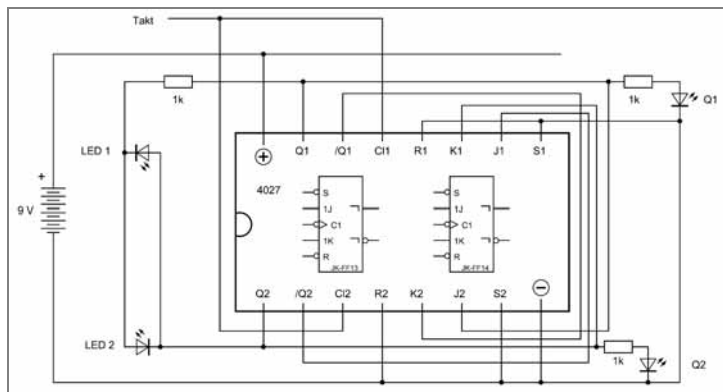 Takt
1k
1k
Q1
LED 1
Q1 /Q1 Cl1 R1 K1 J1 S1
+
4027
+
9 V
S
1J
C1
1K
R
JK-FF13
S
1J
C1
1K
R
JK-FF14
Q2 /Q2 Cl2 R2 K2 J2 S2
−
LED 2
1k
Q2